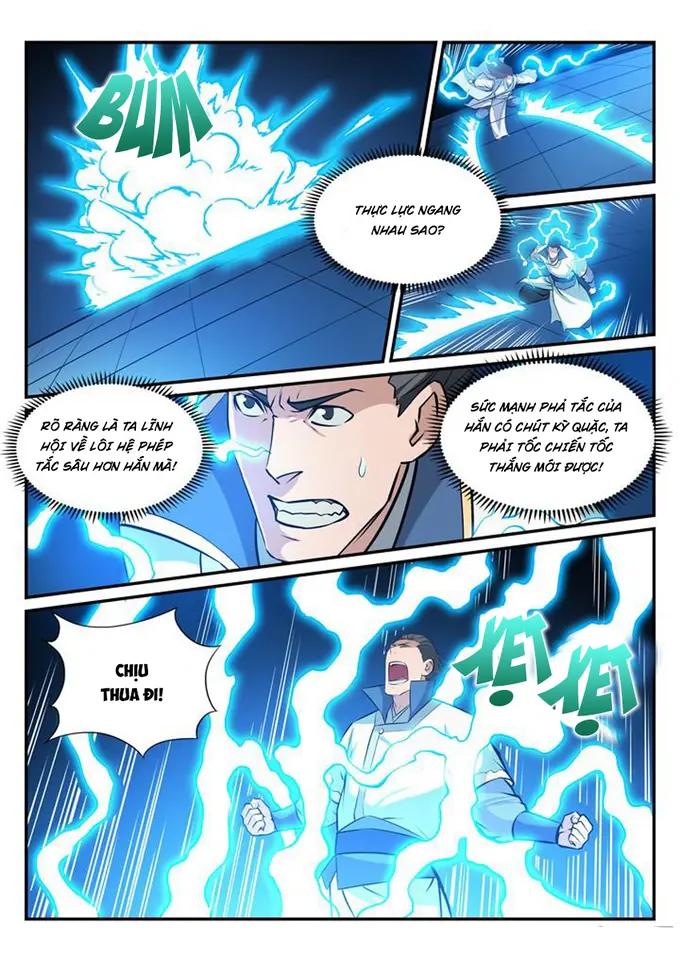 BÙM
THỰC LỰC NGANG
NHAU SAO?
RÕ RÀNG LÀ TA LĨNH
HỘI VỀ LÔI HỆ PHÉP
TẮC SÂU HƠN HẮN MÀ!
SỨC MẠNH PHÁ TẮC CỦA
HẮN CÓ CHÚT KỲ QUẶC, TA
PHẢI TỐC CHIẾN TỐC
THẮNG MỚI ĐƯỢC!
CHỊU
THUA ĐI!
XẸT
XẸT